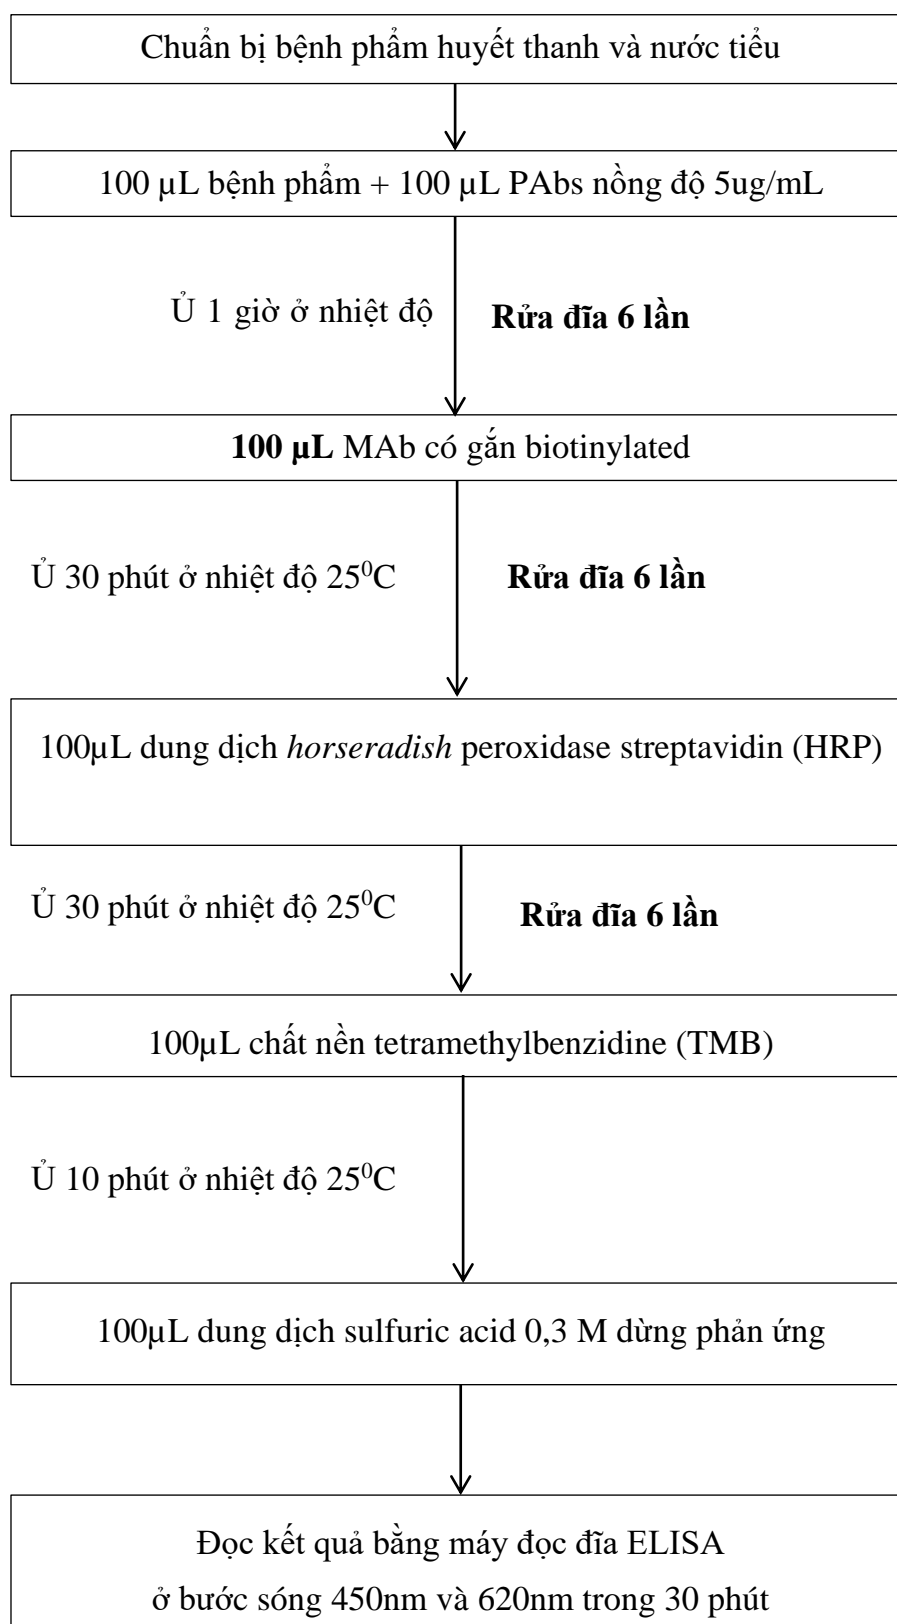 Chuẩn bị bệnh phẩm huyết thanh và nước tiểu
100 µL bệnh phẩm + 100 µL PAbs nồng độ 5ug/mL
Ủ 1 giờ ở nhiệt độ
Rửa đĩa 6 lần
100 µL MAb có gắn biotinylated
Ủ 30 phút ở nhiệt độ 25⁰C
Rửa đĩa 6 lần
100µL dung dịch horseradish peroxidase streptavidin (HRP)
Ủ 30 phút ở nhiệt độ 25⁰C
Rửa đĩa 6 lần
100µL chất nền tetramethylbenzidine (TMB)
Ủ 10 phút ở nhiệt độ 25⁰C
100µL dung dịch sulfuric acid 0,3 M dừng phản ứng
Đọc kết quả bằng máy đọc đĩa ELISA
ở bước sóng 450nm và 620nm trong 30 phút